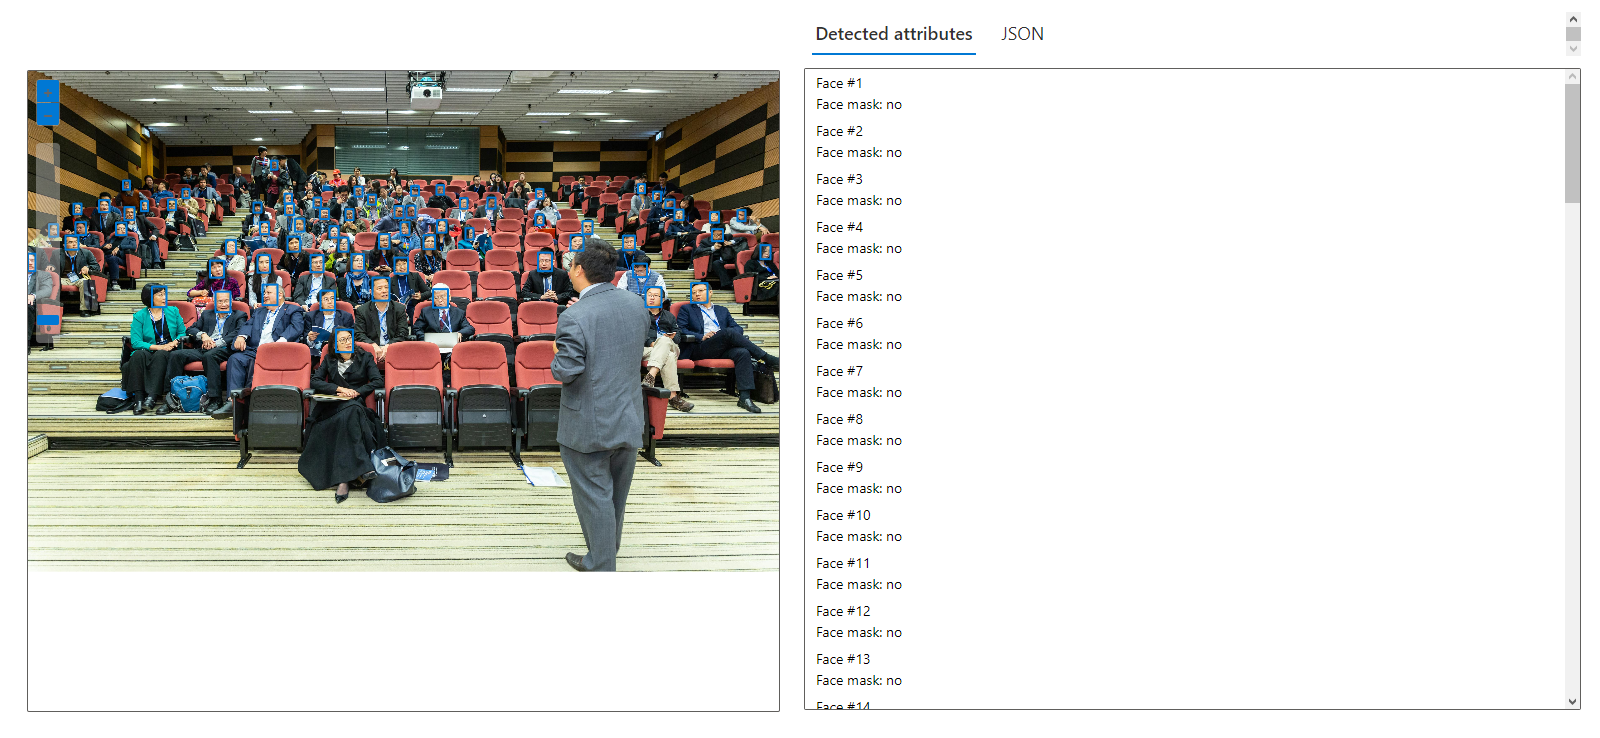 Detected attributes JSON
Face #1
Face mask: no
Face #2
Face mask: no
Face #3
Face mask: no
Face #4
Face mask: no
Face #5
Face mask: no
Face #6
Face mask: no
Face #7
Face mask: no
Face #8
Face mask: no
Face #9
Face mask: no
Face #10
Face mask: no
Face #11
Face mask: no
Face #12
Face mask: no
Face #13
Face mask: no
Face #14